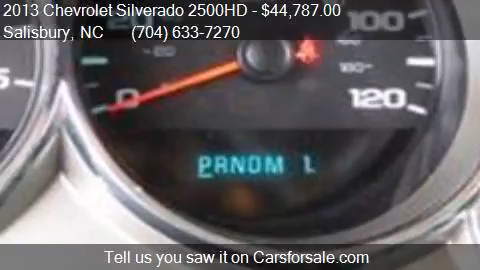 2013 Chevrolet Silverado 2500HD - $44,787.00
Salisbury, NC (704) 633-7270
100
120
0
120
PRNDM 1
Tell us you saw it on Carsforsale.com